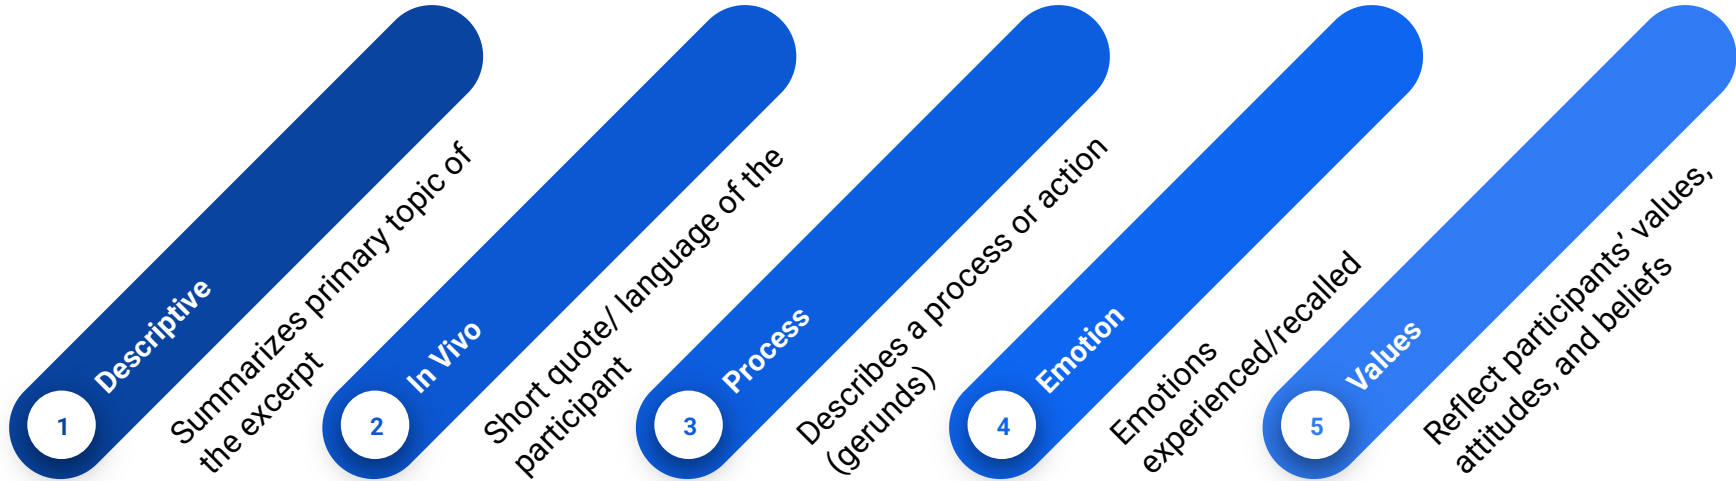 1
Descriptive
Summarizes primary topic of
the excerpt
2
In Vivo
Short quote/ language of the
participant
3
Process
Describes a process or action
(gerunds)
4
Emotion
Emotions
experienced/recalled
5
Values
Reflect participants’ values,
attitudes, and beliefs